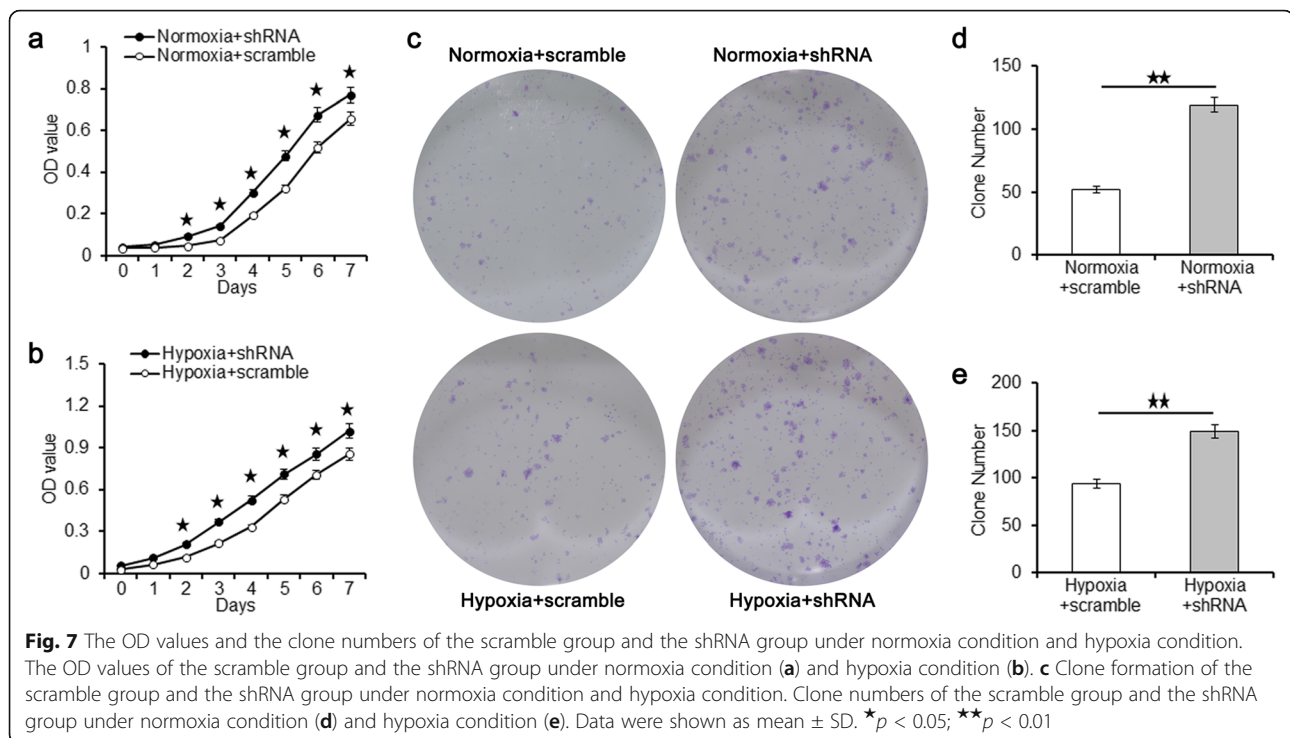 a
Normoxia+shRNA
Normoxia+scramble
1
0.8
0.6
0.4
0.2
0
OD value
0 1 2 3 4 5 6 7
Days
b
Hypoxia+shRNA
Hypoxia+scramble
1.5
1.2
0.9
0.6
0.3
0
OD value
0 1 2 3 4 5 6 7
Days
c
Normoxia+scramble Normoxia+shRNA
Hypoxia+scramble Hypoxia+shRNA
d
150
100
50
0
Clone Number
★★
Normoxia Normoxia
+scramble +shRNA
e
200
150
100
50
0
Clone Number
★★
Hypoxia Hypoxia
+scramble +shRNA
Fig. 7 The OD values and the clone numbers of the scramble group and the shRNA group under normoxia condition and hypoxia condition.
The OD values of the scramble group and the shRNA group under normoxia condition (a) and hypoxia condition (b). c Clone formation of the
scramble group and the shRNA group under normoxia condition and hypoxia condition. Clone numbers of the scramble group and the shRNA
group under normoxia condition (d) and hypoxia condition (e). Data were shown as mean ± SD. ★p < 0.05; ★★p < 0.01